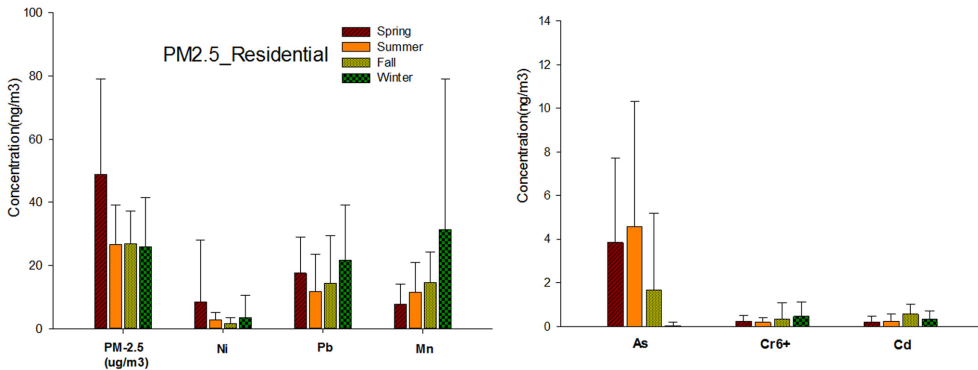 100
80
60
40
20
0
Concentration(ng/m3)
PM2.5_Residential
Spring
Summer
Fall
Winter
PM-2.5
(ug/m3)
Ni
Pb
Mn
14
12
10
8
6
4
2
0
Concentration(ng/m3)
As
Cr6+
Cd